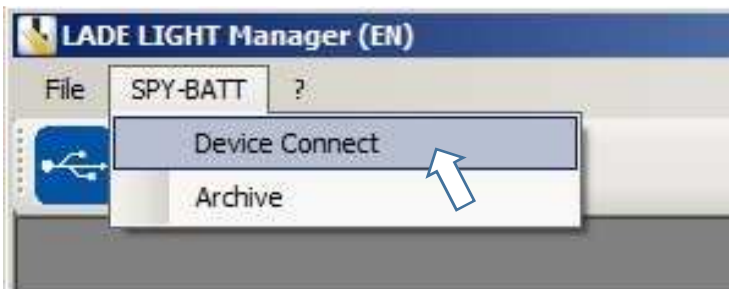 LADE LIGHT Manager (EN)
File SPY-BATT ?
Device Connect
Archive